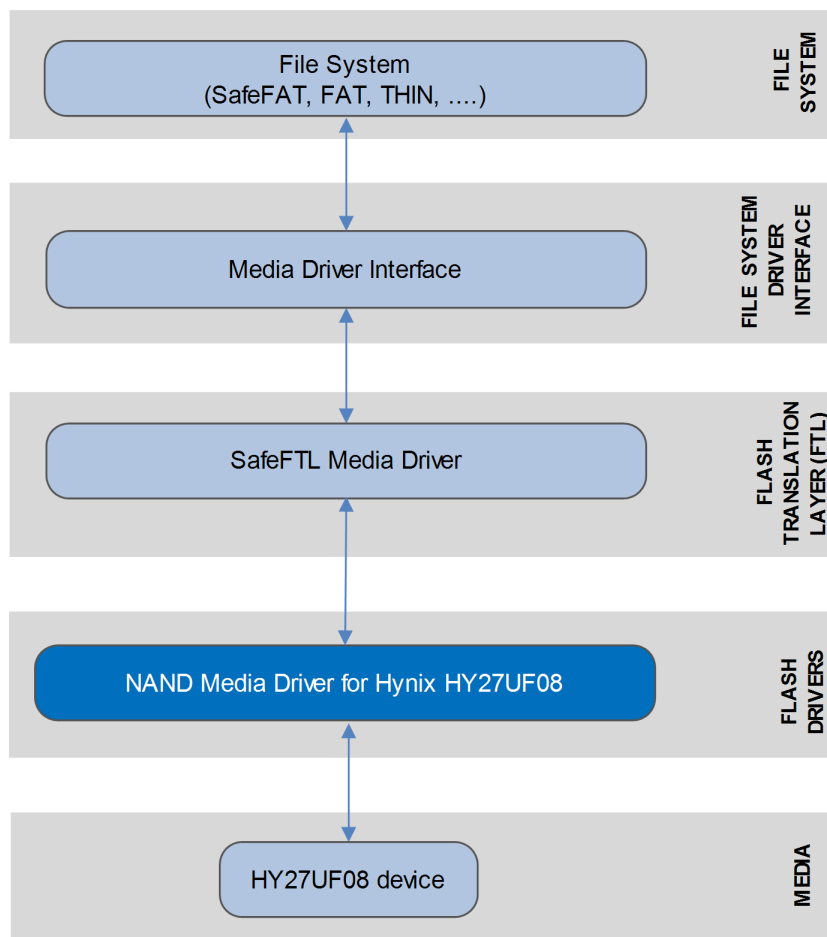 File System
(SafeFAT, FAT, THIN, ....)
FILE
SYSTEM
Media Driver Interface
FILE SYSTEM
DRIVER
INTERFACE
SafeFTL Media Driver
FLASH
TRANSLATION
LAYER (FTL)
NAND Media Driver for Hynix HY27UF08
FLASH
DRIVERS
HY27UF08 device
MEDIA